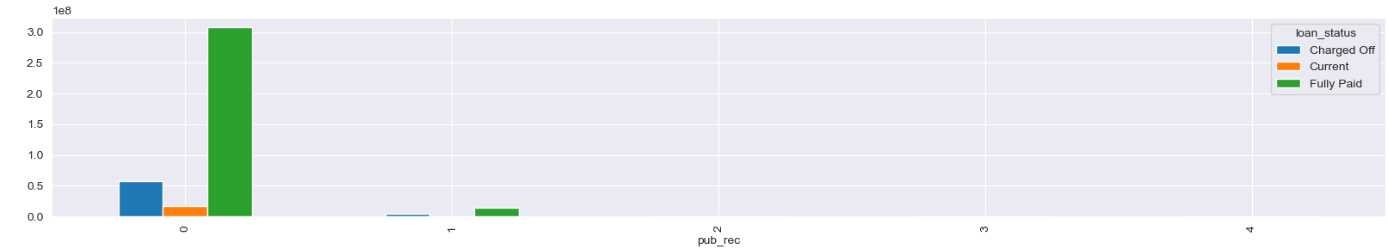 1e8
3.0
2.5
2.0
1.5
1.0
0.5
0.0
0
1
2
3
4
pub_rec
loan_status
Charged Off
Current
Fully Paid